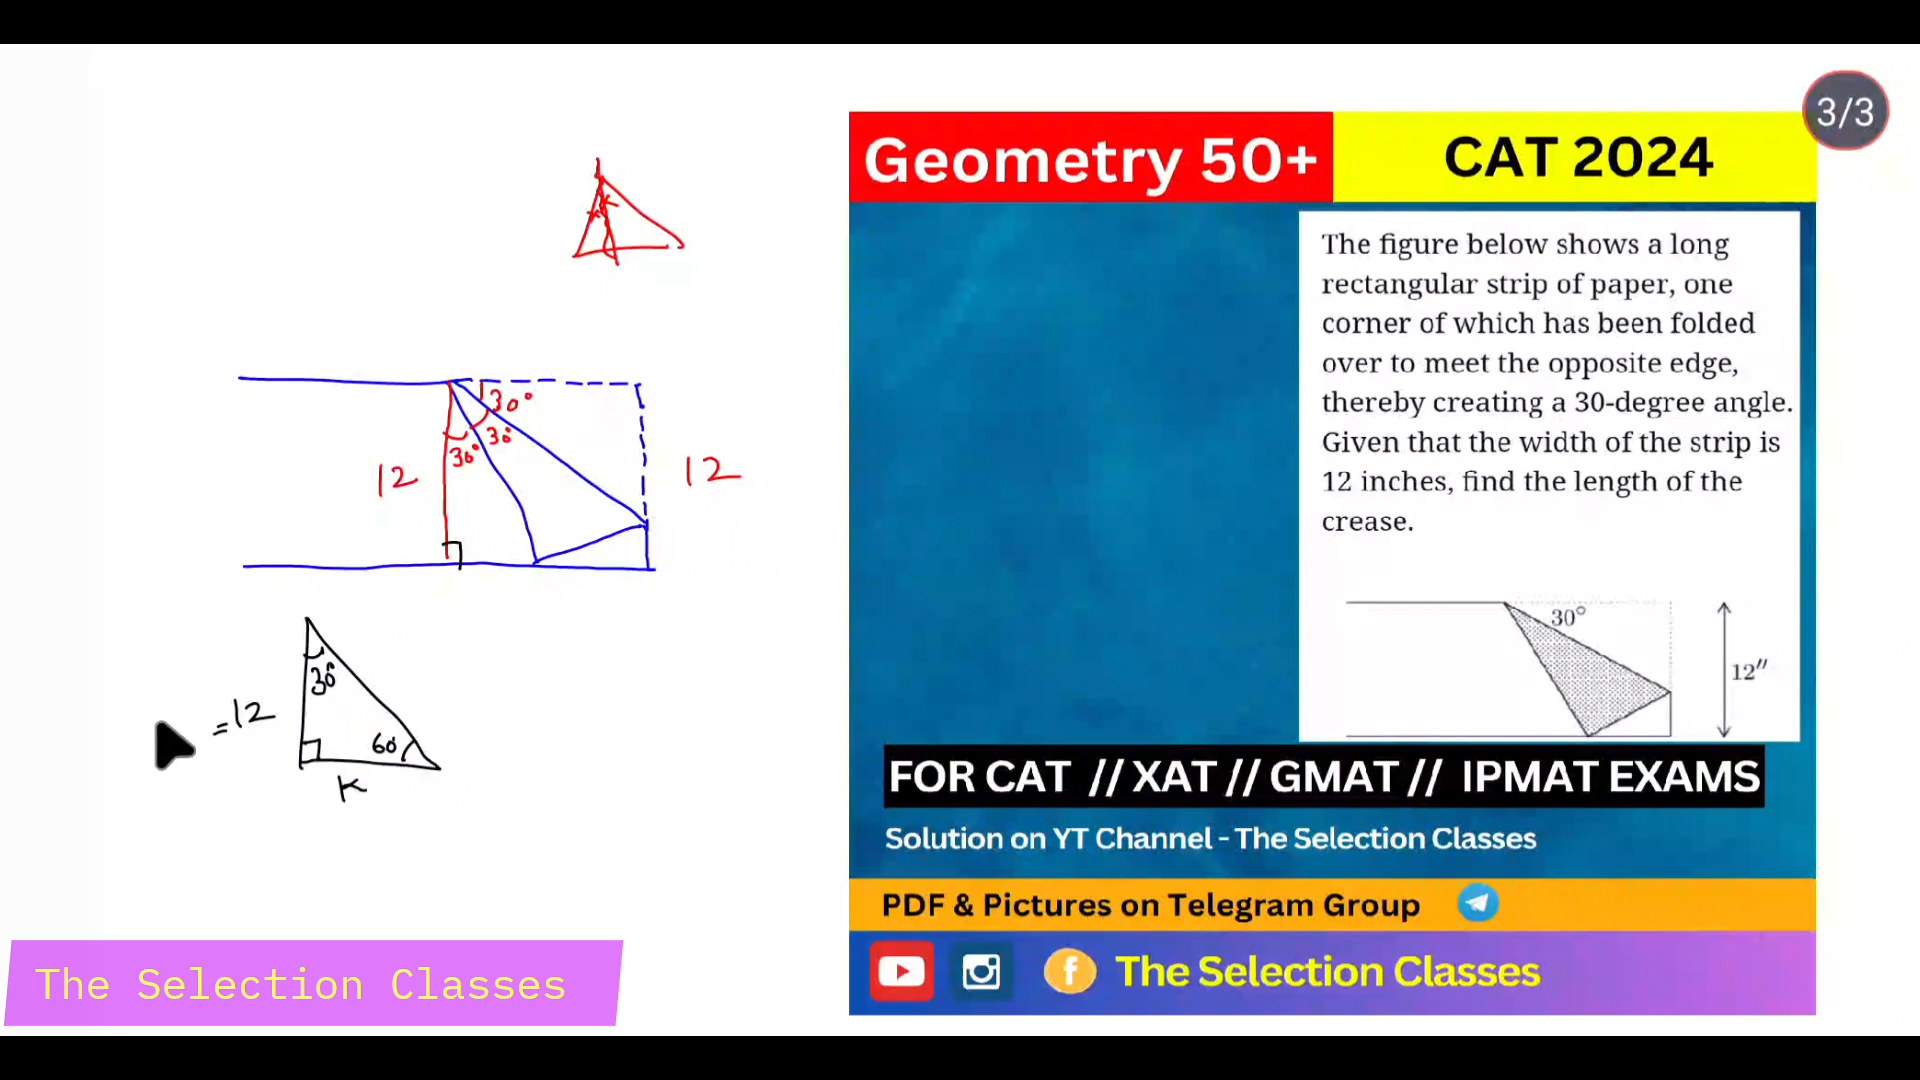 3/3
Geometry 50+
CAT 2024
The figure below shows a long
rectangular strip of paper, one
corner of which has been folded
over to meet the opposite edge,
thereby creating a 30-degree angle.
Given that the width of the strip is
12 inches, find the length of the
crease.
30°
12"
FOR CAT // XAT // GMAT // IPMAT EXAMS
Solution on YT Channel - The Selection Classes
PDF & Pictures on Telegram Group
The Selection Classes
30°
30°
30°
12
12
30°
=12
60°
K
The Selection Classes